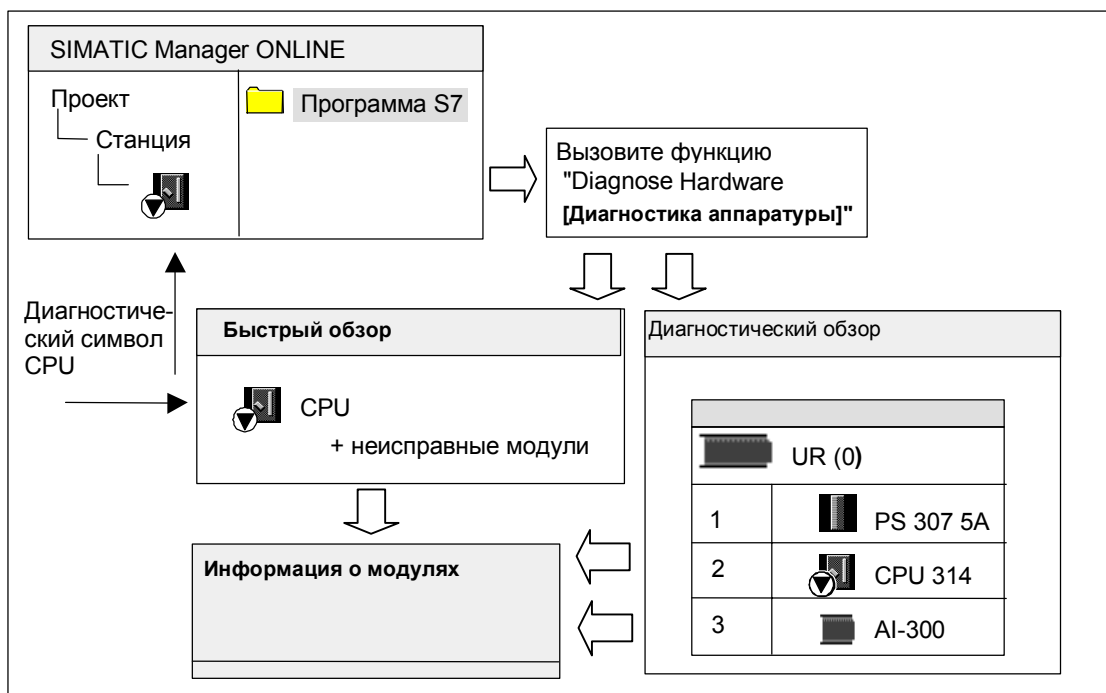 SIMATIC Manager ONLINE
Проект
Станция
Программа S7
Вызовите функцию
"Diagnose Hardware
[Диагностика аппаратуры]"
Диагностиче-
ский символ
CPU
Быстрый обзор
CPU
+ неисправные модули
Диагностический обзор
UR (0)
1 PS 307 5A
2 CPU 314
3 AI-300
Информация о модулях